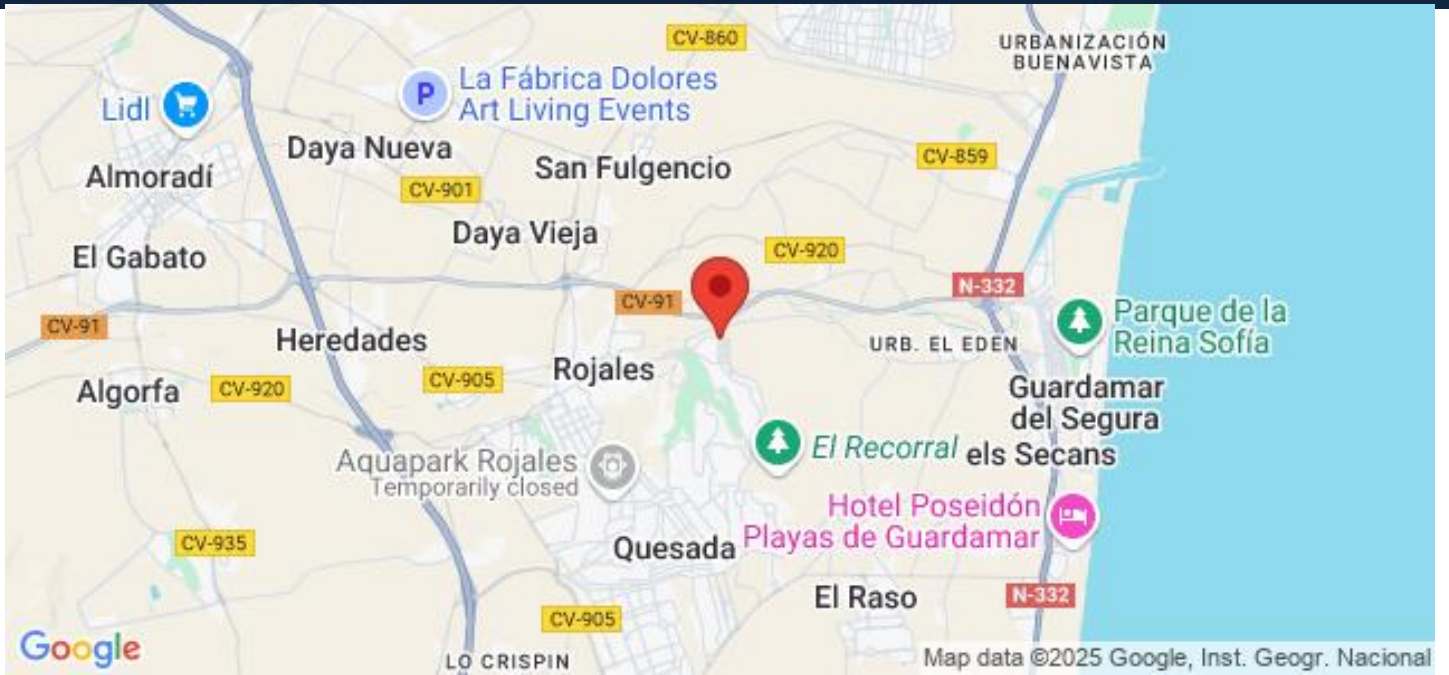 CV-860
URBANIZACIÓN
BUENAVISTA
La Fábrica Dolores
Art Living Events
P
Lidl
Daya Nueva
San Fulgencio
CV-859
Almoradí
CV-901
Daya Vieja
CV-920
El Gabato
N-332
CV-91
Parque de la
Reina Sofía
CV-91
Heredades
URB. EL EDEN
Rojales
CV-905
Algorfa
CV-920
Guardamar
del Segura
El Recorral
els Secans
Aquapark Rojales
Temporarily closed
Hotel Poseidón
Playas de Guardamar
CV-935
Quesada
El Raso
N-332
CV-905
Google
LO CRISPIN
Map data ©2025 Google, Inst. Geogr. Nacional